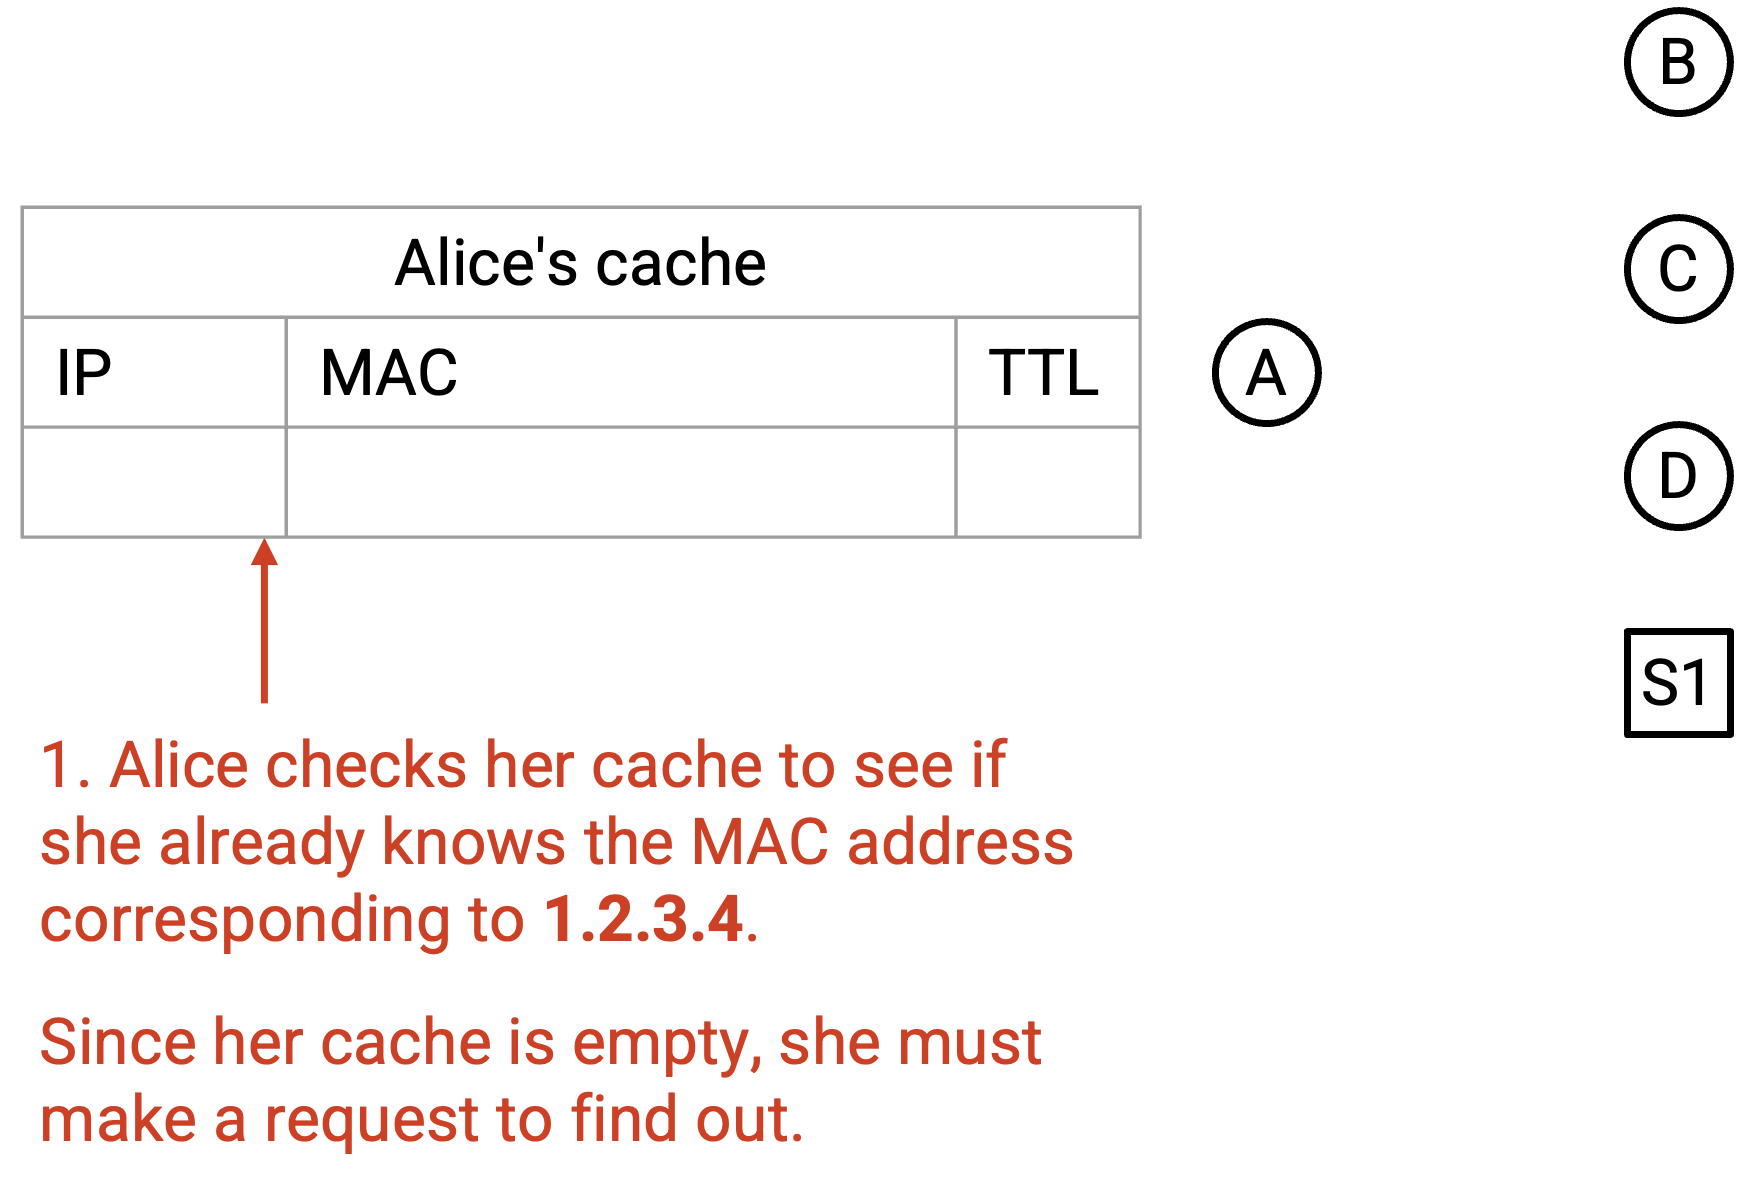 B
Alice's cache
C
IP MAC TTL
A
D
S1
1. Alice checks her cache to see if
she already knows the MAC address
corresponding to 1.2.3.4.
Since her cache is empty, she must
make a request to find out.